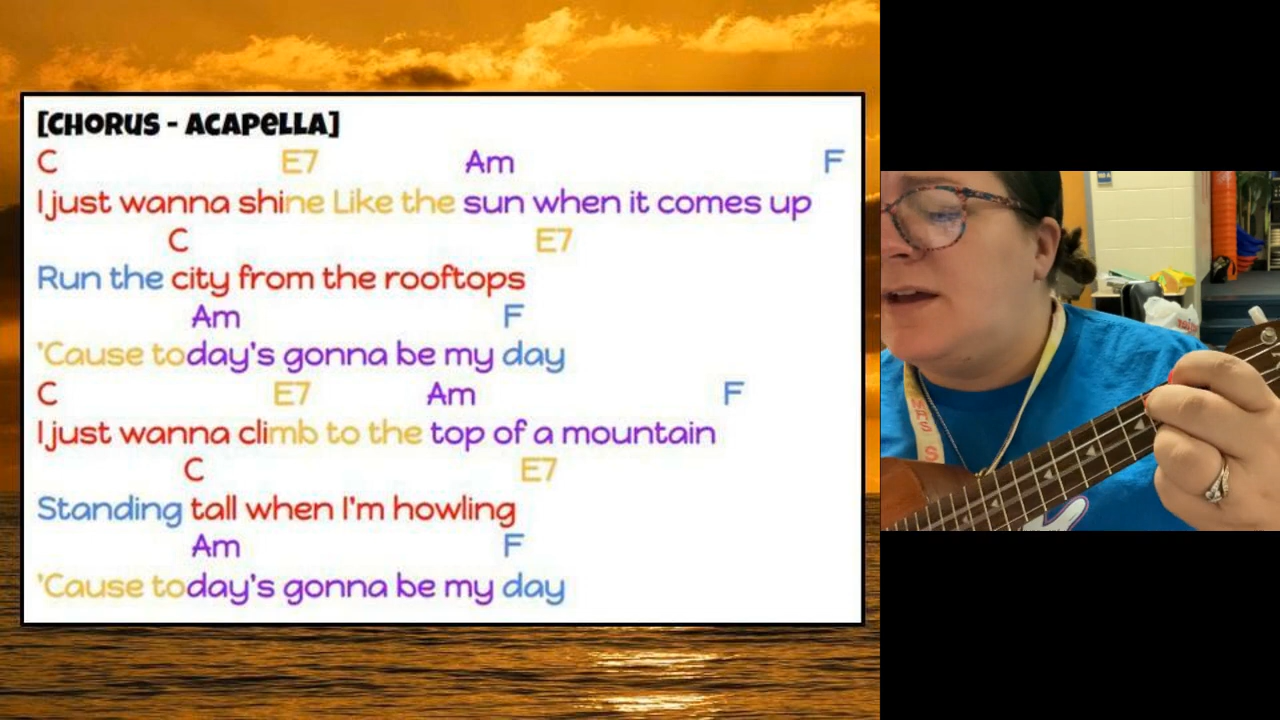 [CHORUS - ACAPELLA]
C E7 Am F
I just wanna shine Like the sun when it comes up
C E7
Run the city from the rooftops
Am F
'Cause today's gonna be my day
C E7 Am F
I just wanna climb to the top of a mountain
C E7
Standing tall when I'm howling
Am F
'Cause today's gonna be my day
MRS S